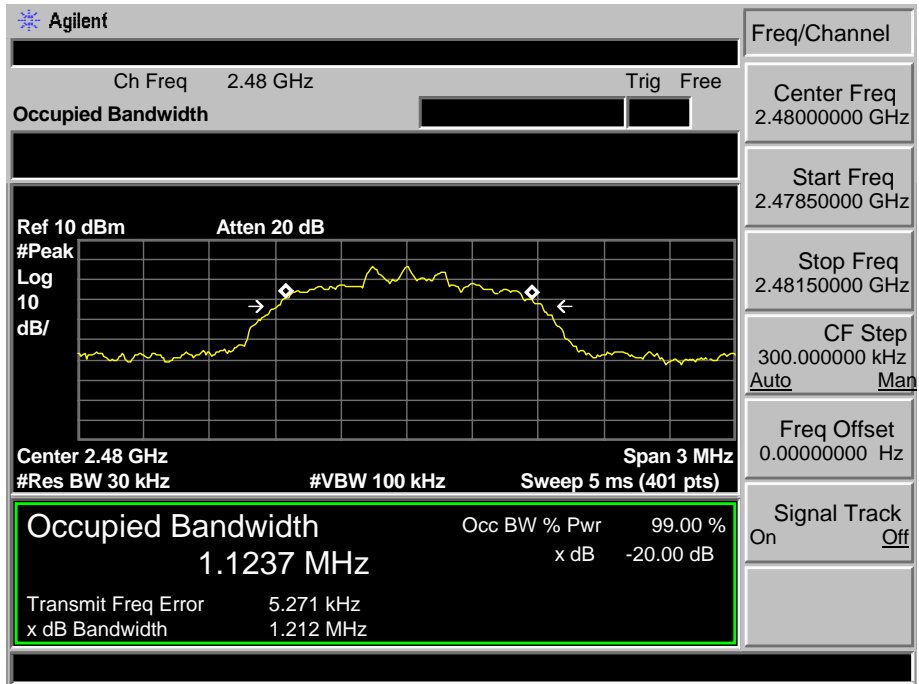 Agilent
Freq/Channel
Ch Freq 2.48 GHz Trig Free
Occupied Bandwidth
Center Freq
2.48000000 GHz
Start Freq
2.47850000 GHz
Stop Freq
2.48150000 GHz
CF Step
300.000000 kHz
Auto Man
Freq Offset
0.00000000 Hz
Signal Track
On Off
Ref 10 dBm Atten 20 dB
#Peak
Log
10
dB/
Center 2.48 GHz Span 3 MHz
#Res BW 30 kHz #VBW 100 kHz Sweep 5 ms (401 pts)
Occupied Bandwidth Occ BW % Pwr 99.00 %
1.1237 MHz x dB -20.00 dB
Transmit Freq Error 5.271 kHz
x dB Bandwidth 1.212 MHz